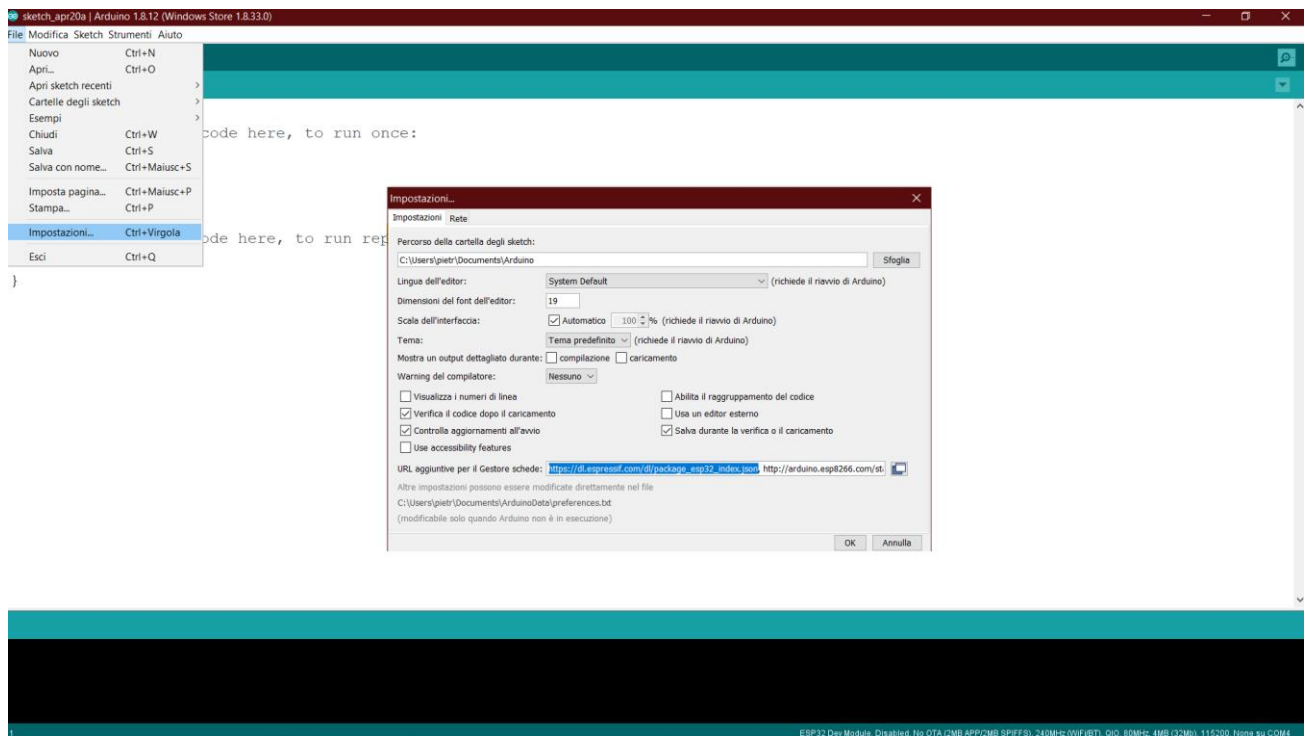 sketch_apr20a | Arduino 1.8.12 (Windows Store 1.8.33.0)
File Modifica Sketch Strumenti Aiuto
Nuovo Ctrl+N
Apri... Ctrl+O
Apri sketch recenti
Cartelle degli sketch
Esempi
Chiudi Ctrl+W
Salva Ctrl+S
Salva con nome... Ctrl+Maiusc+S
Imposta pagina... Ctrl+Maiusc+P
Stampa... Ctrl+P
Impostazioni... Ctrl+Virgola
Esci Ctrl+Q
code here, to run once:
ode here, to run rep
}
Impostazioni...
Impostazioni Rete
Percorso della cartella degli sketch:
C:\Users\pietr\Documents\Arduino Sfoglia
Lingua dell'editor: System Default (richiede il riavvio di Arduino)
Dimensioni del font dell'editor: 19
Scala dell'interfaccia: Automatico 100 % (richiede il riavvio di Arduino)
Tema: Tema predefinito (richiede il riavvio di Arduino)
Mostra un output dettagliato durante: compilazione caricamento
Warning del compilatore: Nessuno
Visualizza i numeri di linea Abilita il raggruppamento del codice
Verifica il codice dopo il caricamento Usa un editor esterno
Controlla aggiornamenti all'avvio Salva durante la verifica o il caricamento
Use accessibility features
URL aggiuntive per il Gestore schede: https://dl.espressif.com/dl/package_esp32_index.json, http://arduino.esp8266.com/st
Altre impostazioni possono essere modificate direttamente nel file
C:\Users\pietr\Documents\ArduinoData\preferences.txt
(modificabile solo quando Arduino non è in esecuzione)
OK Annulla
1 ESP32 Dev Module, Disabled, No OTA (2MB APP/2MB SPIFFS), 240MHz (WiFi/BT), QIO, 80MHz, 4MB (32Mb), 115200, None su COM4